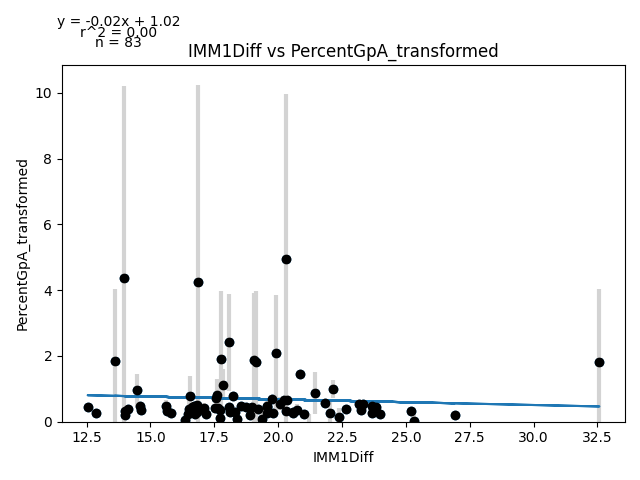 y = -0.02x + 1.02
r^2 = 0.00
n = 83
IMM1Diff vs PercentGpA_transformed
PercentGpA_transformed
10
8
6
4
2
0
12.5 15.0 17.5 20.0 22.5 25.0 27.5 30.0 32.5
IMM1Diff